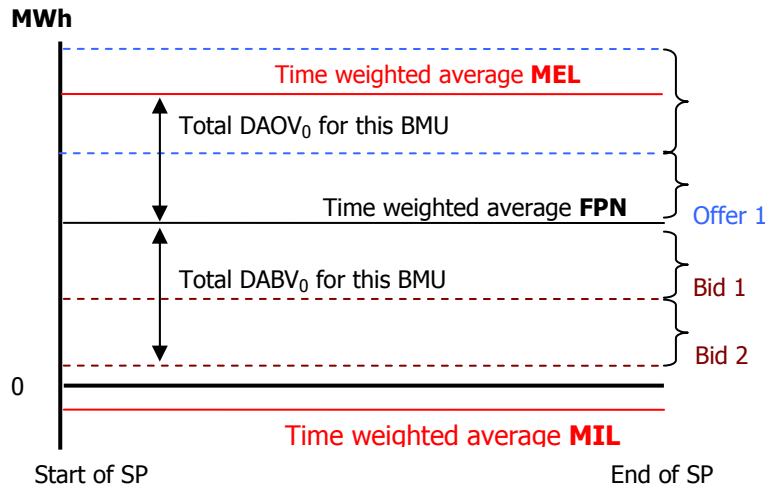 MWh
Time weighted average MEL
Total DAOV₀ for this BMU
Time weighted average FPN
Offer 1
Total DABV₀ for this BMU
Bid 1
Bid 2
0
Time weighted average MIL
Start of SP
End of SP